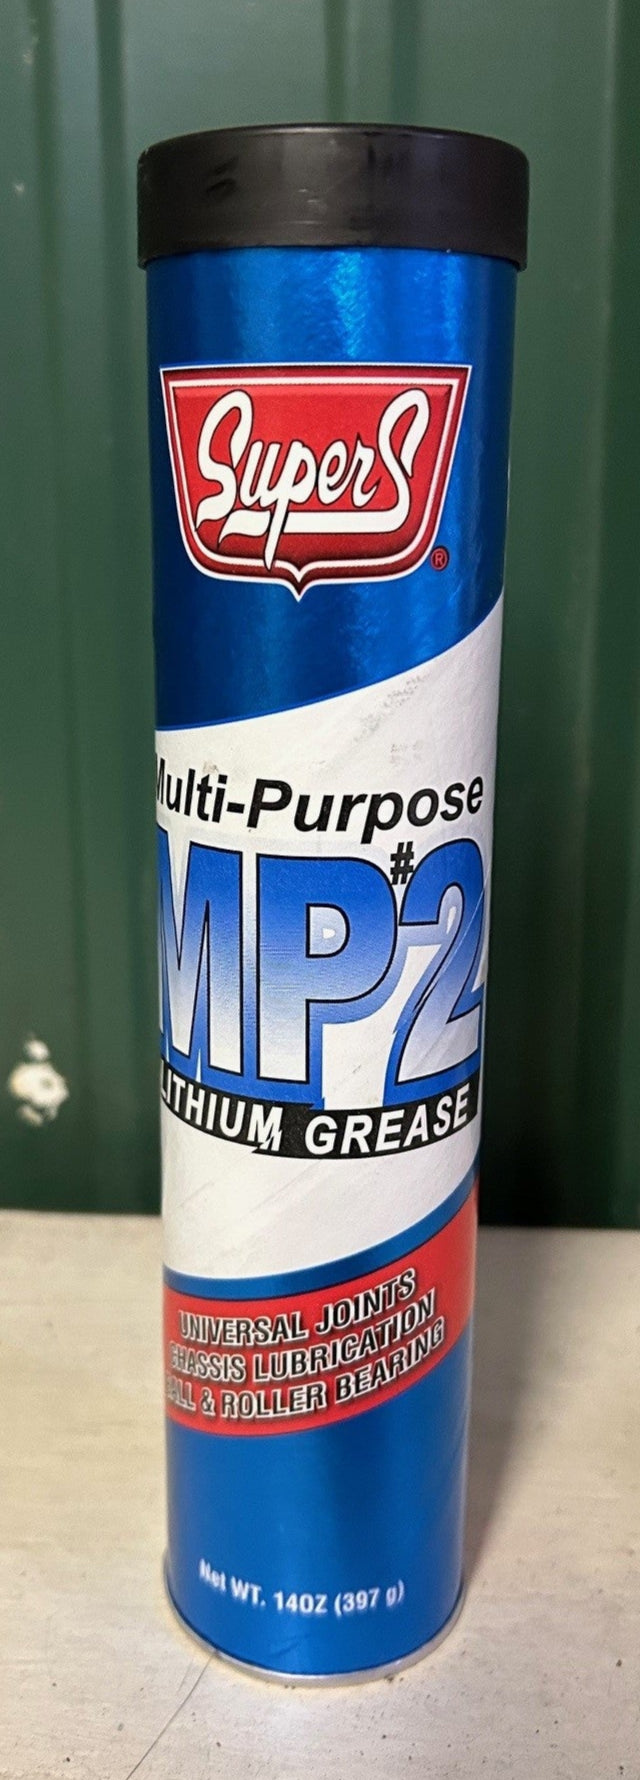 SuperS
®
Multi-Purpose
MP#2
LITHIUM GREASE
UNIVERSAL JOINTS
CHASSIS LUBRICATION
BALL & ROLLER BEARING
Net WT. 14OZ (397 g)